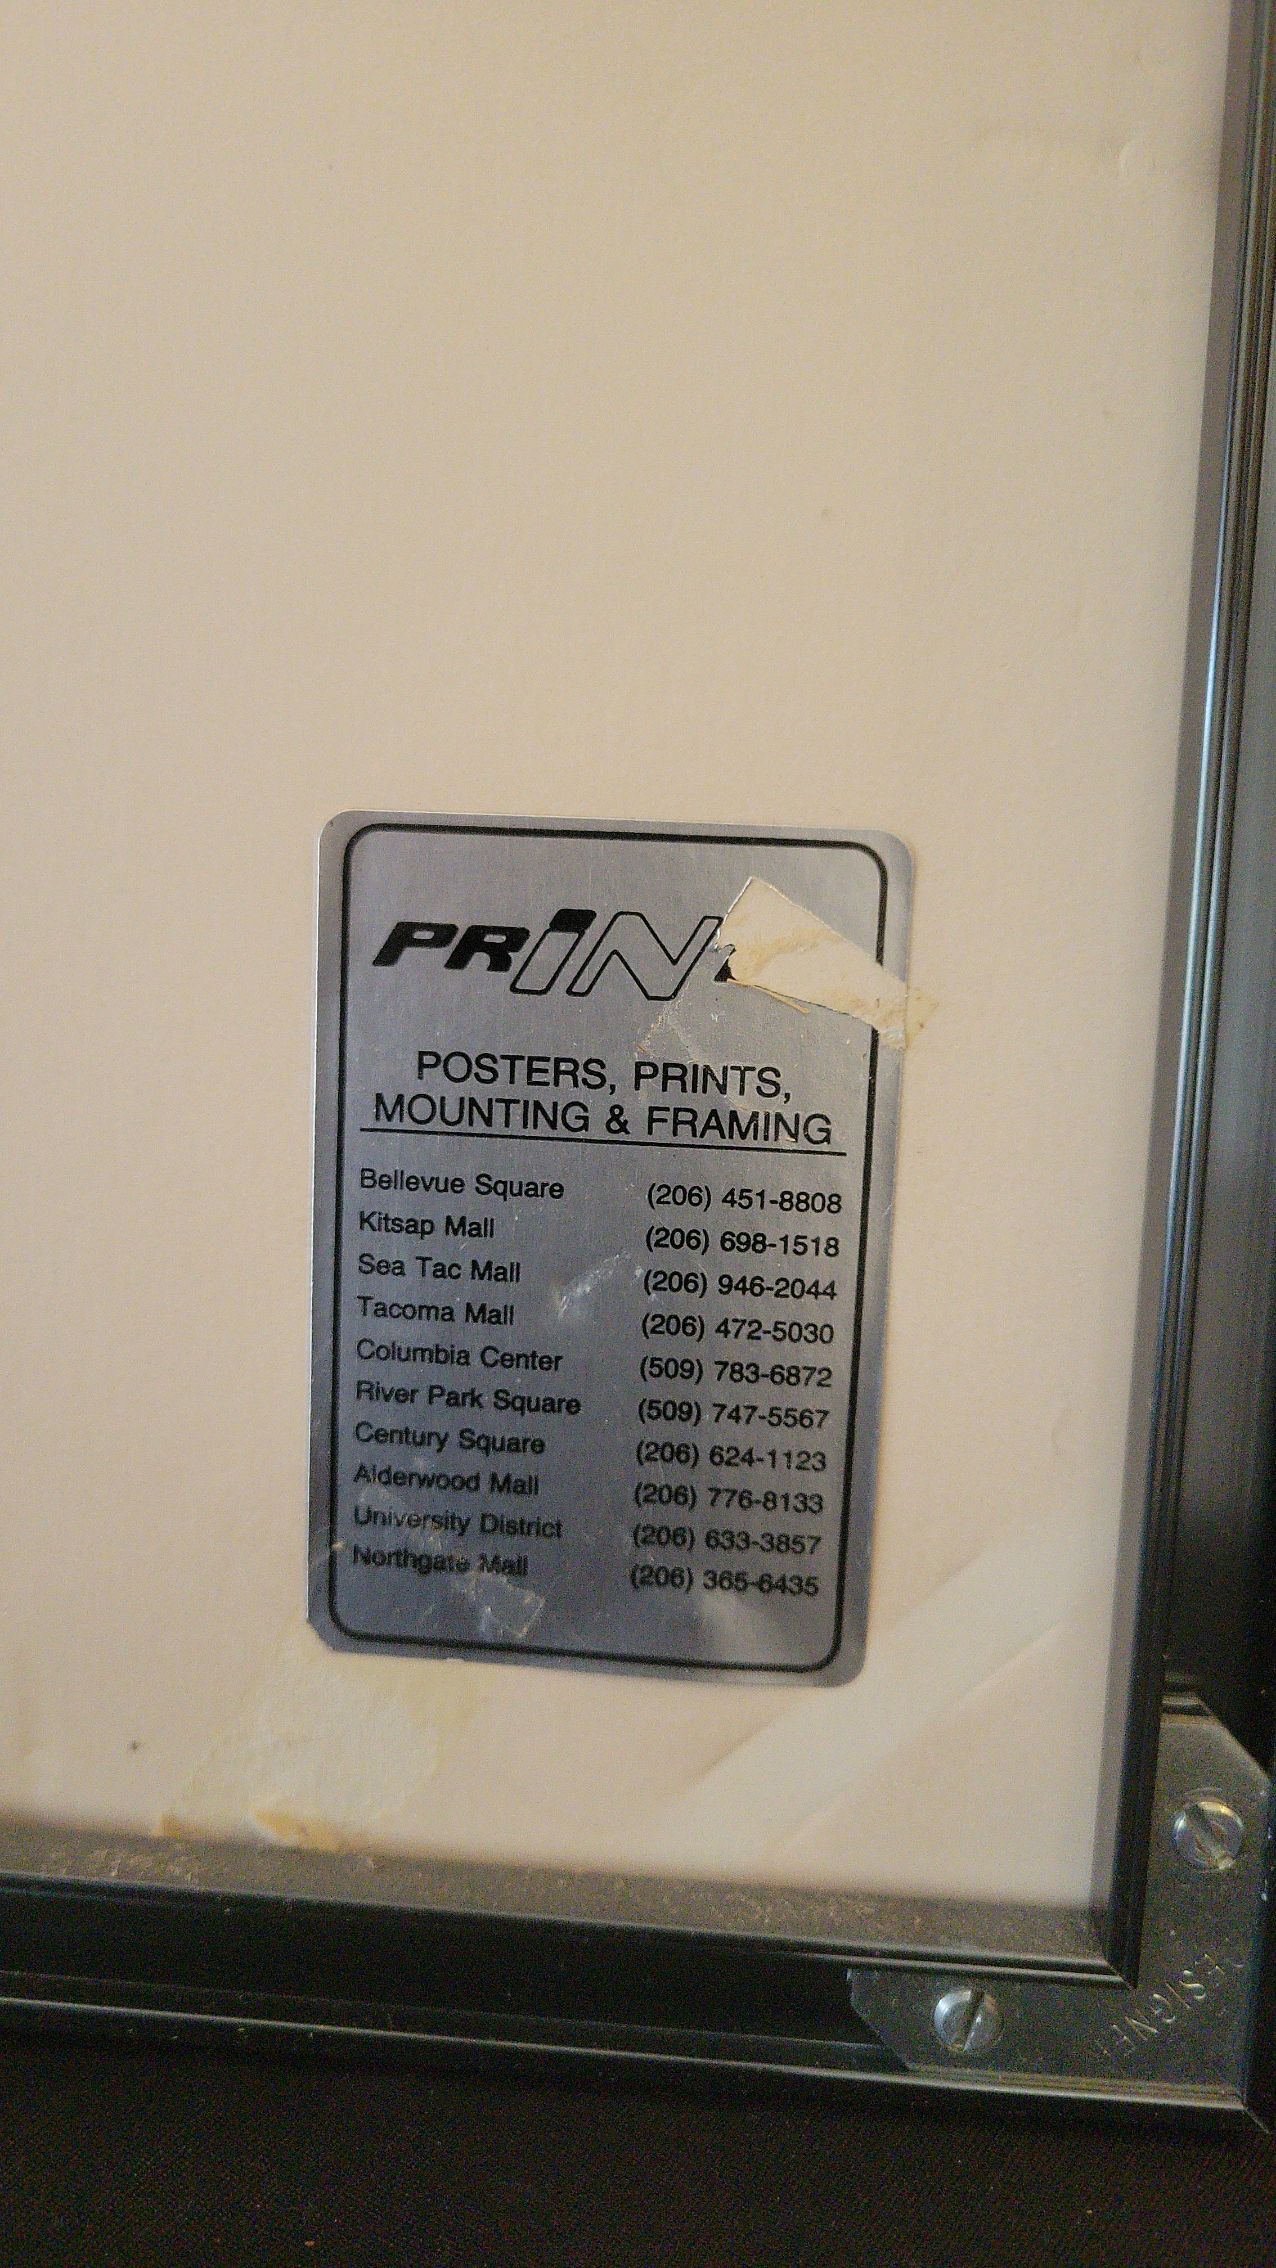 PRIN
POSTERS, PRINTS,
MOUNTING & FRAMING
Bellevue Square (206) 451-8808
Kitsap Mall (206) 698-1518
Sea Tac Mall (206) 946-2044
Tacoma Mall (206) 472-5030
Columbia Center (509) 783-6872
River Park Square (509) 747-5567
Century Square (206) 624-1123
Alderwood Mall (206) 776-8133
University District (206) 633-3857
Northgate Mall (206) 365-6435